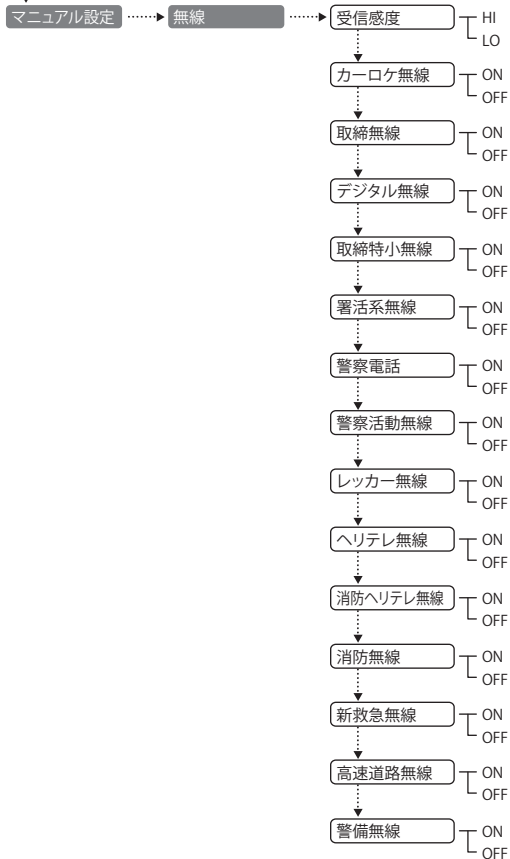 マニュアル設定 無線 受信感度 HI
LO
カーロケ無線 ON
OFF
取締無線 ON
OFF
デジタル無線 ON
OFF
取締特小無線 ON
OFF
署活系無線 ON
OFF
警察電話 ON
OFF
警察活動無線 ON
OFF
レッカー無線 ON
OFF
ヘリテレ無線 ON
OFF
消防ヘリテレ無線 ON
OFF
消防無線 ON
OFF
新救急無線 ON
OFF
高速道路無線 ON
OFF
警備無線 ON
OFF